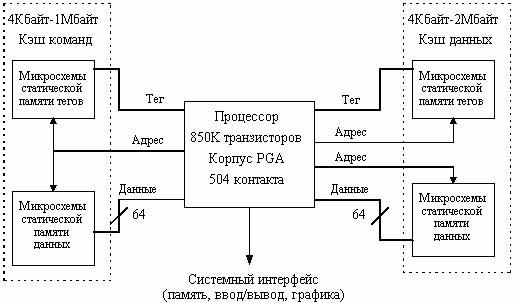 4Кбайт-1Мбайт
Кэш команд
Микросхемы
статической
памяти тегов
Микросхемы
статической
памяти
данных
Тег
Адрес
Данные
64
Процессор
850К транзисторов
Корпус PGA
504 контакта
Тег
Адрес
Адрес
Данные
64
4Кбайт-2Мбайт
Кэш данных
Микросхемы
статической
памяти тегов
Микросхемы
статической
памяти
данных
Системный интерфейс
(память, ввод/вывод, графика)